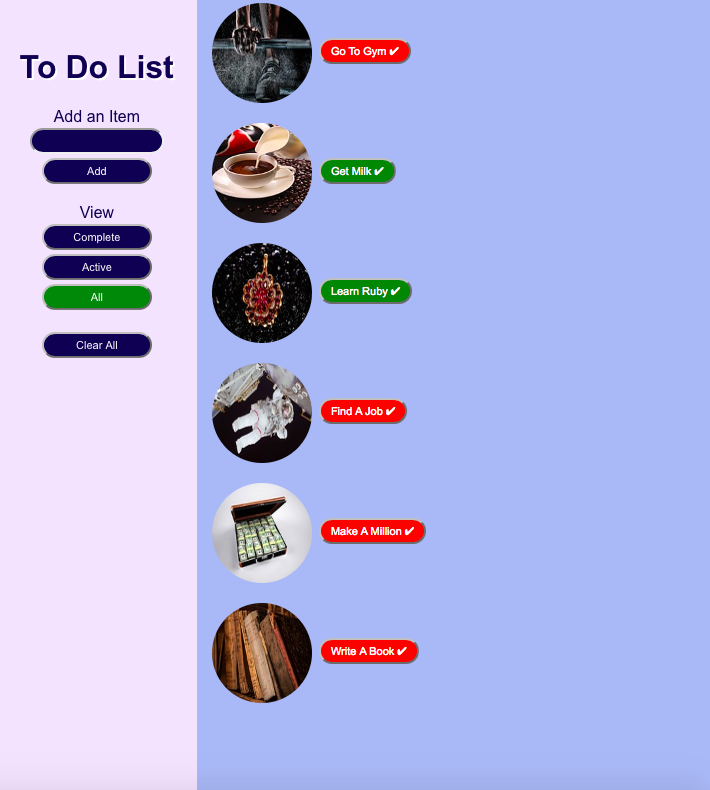 To Do List
Add an Item
Add
View
Complete
Active
All
Clear All
Go To Gym ✔
Get Milk ✔
Learn Ruby ✔
Find A Job ✔
Make A Million ✔
Write A Book ✔